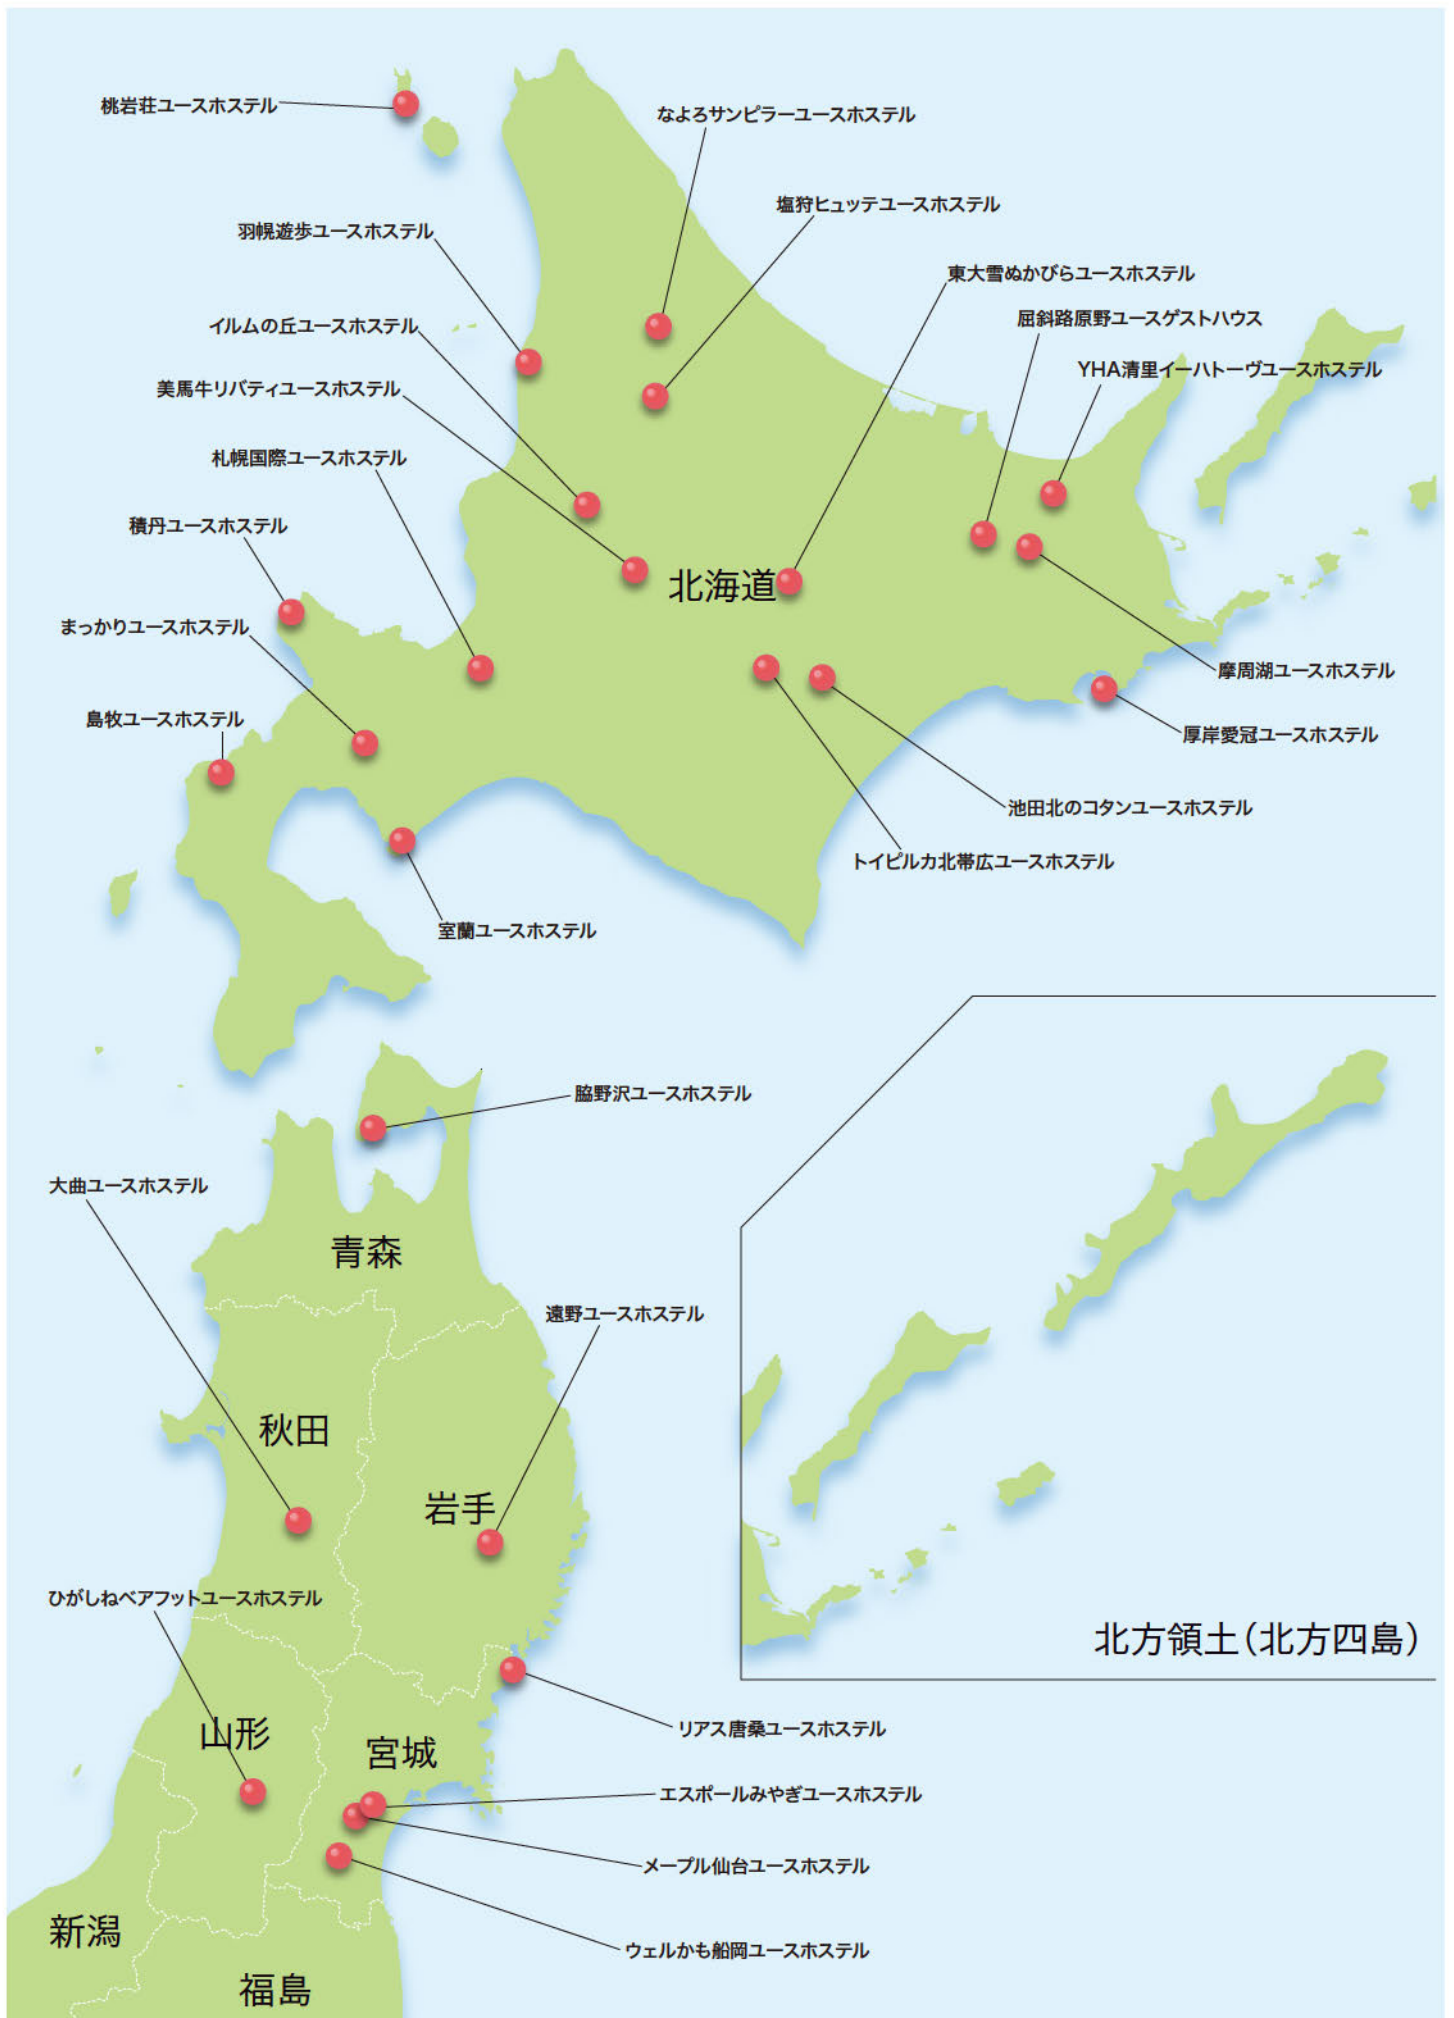 桃岩荘ユースホステル
なよろサンピラーユースホステル
塩狩ヒュッテユースホステル
羽幌遊歩ユースホステル
東大雪ぬかびらユースホステル
屈斜路原野ユースゲストハウス
イルムの丘ユースホステル
YHA清里イーハトーヴユースホステル
美馬牛リバティユースホステル
札幌国際ユースホステル
積丹ユースホステル
北海道
まっかりユースホステル
摩周湖ユースホステル
島牧ユースホステル
厚岸愛冠ユースホステル
池田北のコタンユースホステル
トイピルカ北帯広ユースホステル
室蘭ユースホステル
脇野沢ユースホステル
大曲ユースホステル
青森
遠野ユースホステル
秋田
岩手
ひがしねベアフットユースホステル
北方領土(北方四島)
リアス唐桑ユースホステル
山形
宮城
エスポールみやぎユースホステル
メープル仙台ユースホステル
新潟
ウェルかも船岡ユースホステル
福島